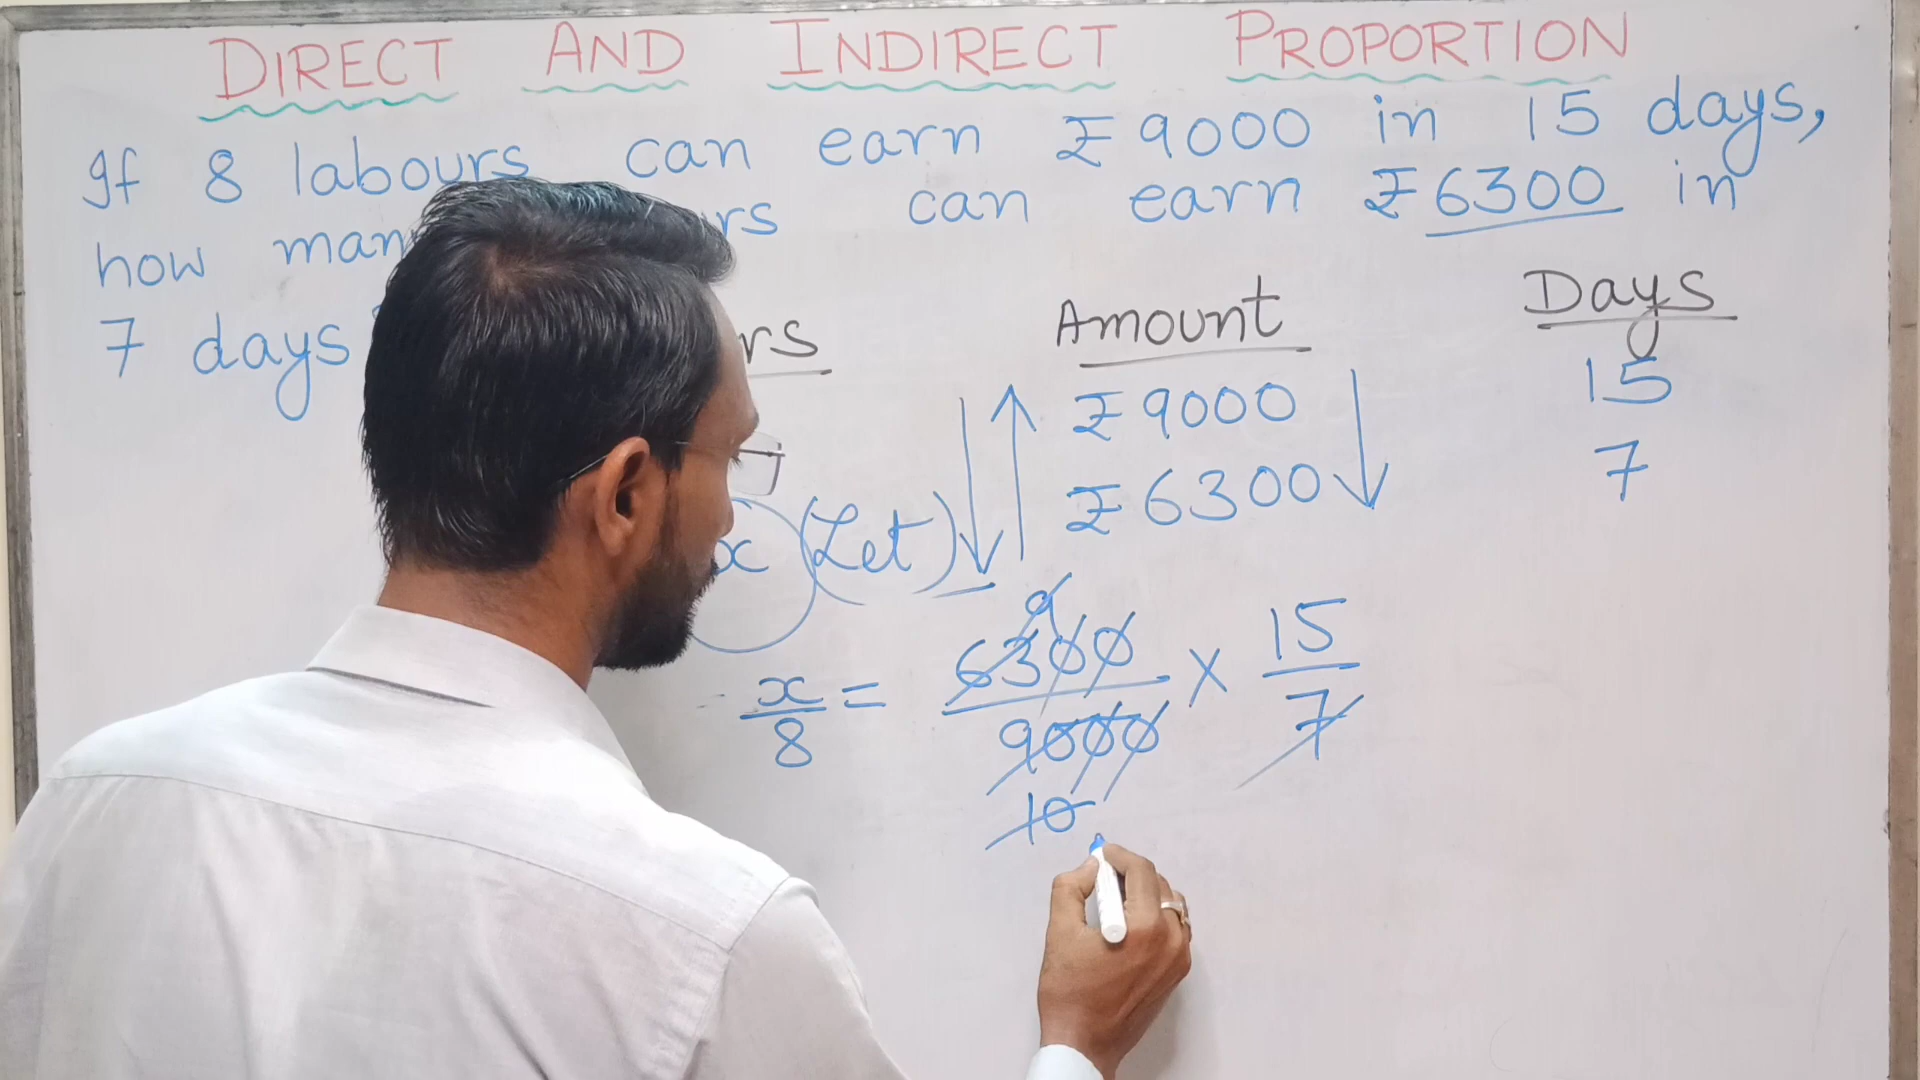 DIRECT AND INDIRECT PROPORTION
If 8 labours can earn ₹9000 in 15 days,
how can earn ₹6300 in
7 days
Amount Days
₹9000 15
₹6300 7
x (Let)
x/8 = 6300/9000 × 15/7
9
10